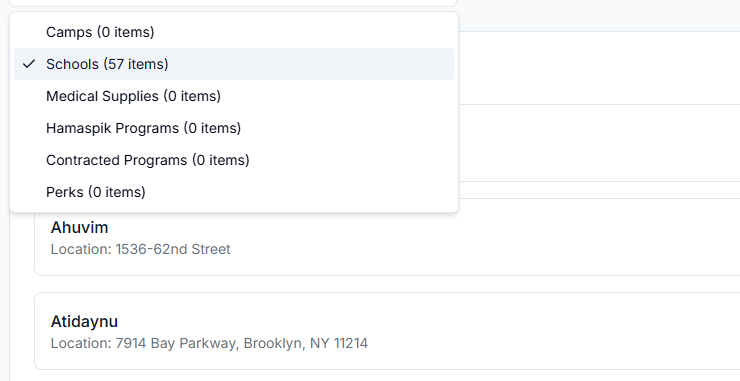 Camps (0 items)
Schools (57 items)
Medical Supplies (0 items)
Hamaspik Programs (0 items)
Contracted Programs (0 items)
Perks (0 items)
Ahuvim
Location: 1536-62nd Street
Atidaynu
Location: 7914 Bay Parkway, Brooklyn, NY 11214